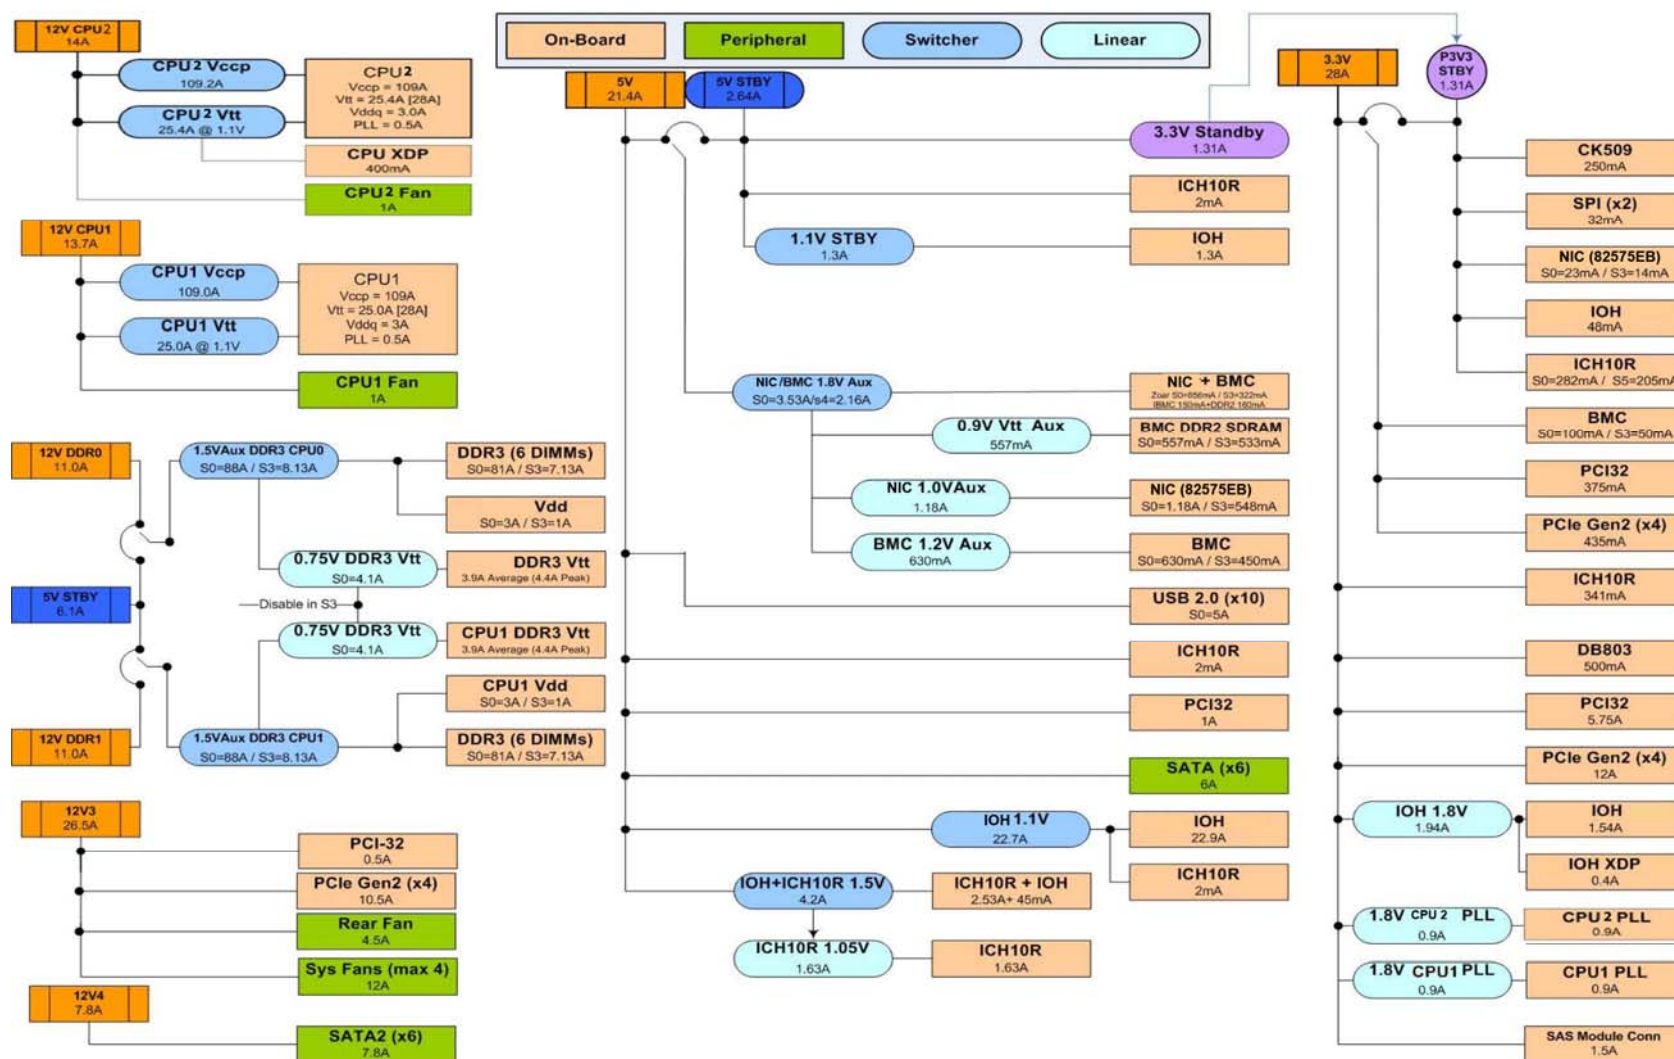 12V CPU2
14A
CPU2 Vccp
109.2A
CPU2 Vtt
25.4A @ 1.1V
CPU2
Vccp = 109A
Vtt = 25.4A [28A]
Vddq = 3.0A
PLL = 0.5A
CPU XDP
400mA
CPU2 Fan
1A
12V CPU1
13.7A
CPU1 Vccp
109.0A
CPU1 Vtt
25.0A @ 1.1V
CPU1
Vccp = 109A
Vtt = 25.0A [28A]
Vddq = 3A
PLL = 0.5A
CPU1 Fan
1A
12V DDR0
11.0A
5V STBY
6.1A
12V DDR1
11.0A
1.5VAux DDR3 CPU0
S0=88A / S3=8.13A
DDR3 (6 DIMMs)
S0=81A / S3=7.13A
Vdd
S0=3A / S3=1A
0.75V DDR3 Vtt
S0=4.1A
DDR3 Vtt
3.9A Average (4.4A Peak)
Disable in S3
0.75V DDR3 Vtt
S0=4.1A
CPU1 DDR3 Vtt
3.9A Average (4.4A Peak)
CPU1 Vdd
S0=3A / S3=1A
1.5VAux DDR3 CPU1
S0=88A / S3=8.13A
DDR3 (6 DIMMs)
S0=81A / S3=7.13A
12V3
26.5A
PCI-32
0.5A
PCIe Gen2 (x4)
10.5A
Rear Fan
4.5A
Sys Fans (max 4)
12A
12V4
7.8A
SATA2 (x6)
7.8A
On-Board
Peripheral
Switcher
Linear
5V
21.4A
5V STBY
2.64A
3.3V Standby
1.31A
ICH10R
2mA
1.1V STBY
1.3A
IOH
1.3A
NIC/BMC 1.8V Aux
S0=3.53A/s4=2.16A
NIC + BMC
Zoar S0=856mA / S3=322mA
IBMC 150mA+DDR2 160mA
0.9V Vtt Aux
557mA
BMC DDR2 SDRAM
S0=557mA / S3=533mA
NIC 1.0VAux
1.18A
NIC (82575EB)
S0=1.18A / S3=548mA
BMC 1.2V Aux
630mA
BMC
S0=630mA / S3=450mA
USB 2.0 (x10)
S0=5A
ICH10R
2mA
PCI32
1A
SATA (x6)
6A
IOH 1.1V
22.7A
IOH
22.9A
ICH10R
2mA
IOH+ICH10R 1.5V
4.2A
ICH10R + IOH
2.53A+ 45mA
ICH10R 1.05V
1.63A
ICH10R
1.63A
3.3V
28A
P3V3
STBY
1.31A
CK509
250mA
SPI (x2)
32mA
NIC (82575EB)
S0=23mA / S3=14mA
IOH
48mA
ICH10R
S0=282mA / S5=205mA
BMC
S0=100mA / S3=50mA
PCI32
375mA
PCIe Gen2 (x4)
435mA
ICH10R
341mA
DB803
500mA
PCI32
5.75A
PCIe Gen2 (x4)
12A
IOH 1.8V
1.94A
IOH
1.54A
IOH XDP
0.4A
1.8V CPU 2 PLL
0.9A
CPU 2 PLL
0.9A
1.8V CPU1 PLL
0.9A
CPU1 PLL
0.9A
SAS Module Conn
1.5A